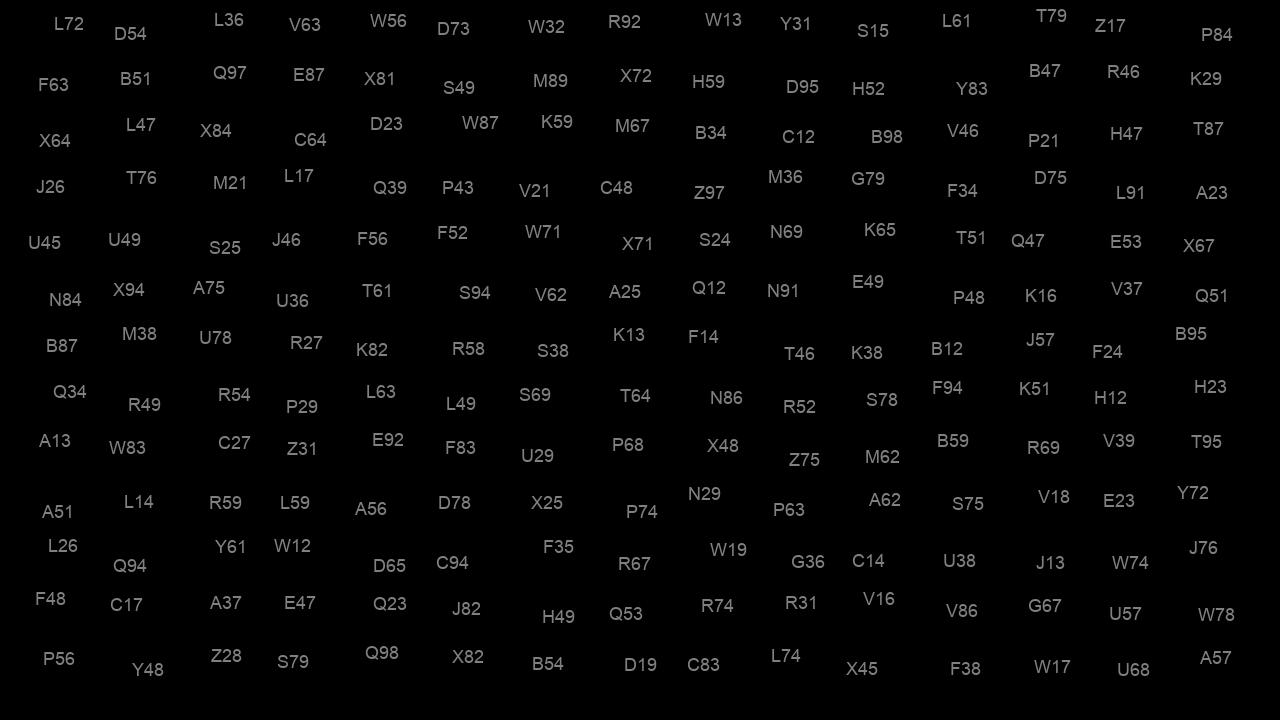 L72 D54 L36 V63 W56 D73 W32 R92 W13 Y31 S15 L61 T79 Z17 P84
F63 B51 Q97 E87 X81 S49 M89 X72 H59 D95 H52 Y83 B47 R46 K29
X64 L47 X84 C64 D23 W87 K59 M67 B34 C12 B98 V46 P21 H47 T87
J26 T76 M21 L17 Q39 P43 V21 C48 Z97 M36 G79 F34 D75 L91 A23
U45 U49 S25 J46 F56 F52 W71 X71 S24 N69 K65 T51 Q47 E53 X67
N84 X94 A75 U36 T61 S94 V62 A25 Q12 N91 E49 P48 K16 V37 Q51
B87 M38 U78 R27 K82 R58 S38 K13 F14 T46 K38 B12 J57 F24 B95
Q34 R49 R54 P29 L63 L49 S69 T64 N86 R52 S78 F94 K51 H12 H23
A13 W83 C27 Z31 E92 F83 U29 P68 X48 Z75 M62 B59 R69 V39 T95
A51 L14 R59 L59 A56 D78 X25 P74 N29 P63 A62 S75 V18 E23 Y72
L26 Q94 Y61 W12 D65 C94 F35 R67 W19 G36 C14 U38 J13 W74 J76
F48 C17 A37 E47 Q23 J82 H49 Q53 R74 R31 V16 V86 G67 U57 W78
P56 Y48 Z28 S79 Q98 X82 B54 D19 C83 L74 X45 F38 W17 U68 A57